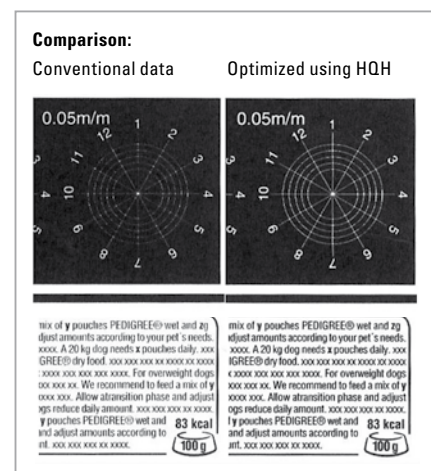 Comparison:
Conventional data
Optimized using HQH
0.05m/m
1
2
3
4
5
6
7
8
9
10
11
12
3
4
5
0.05m/m
1
2
3
4
5
6
7
8
9
10
11
12
3
4
5
mix of y pouches PEDIGREE® wet and zg
djust amounts according to your pet´s needs.
xxxx. A 20 kg dog needs x pouches daily. xxx
IGREE® dry food. xxx xxx xx xxxx xx xxxx
xxxx xxx xxx xxx xxxx. For overweight dogs
xxx xxx xx. We recommend to feed a mix of y
xxxx xxx. Allow atransition phase and adjust
ogs reduce daily amount. xxx xxx xx xxxx.
y pouches PEDIGREE® wet and
and adjust amounts according to
nt. xxx xxx xx xxxx.
83 kcal
100 g
mix of y pouches PEDIGREE® wet and zg
djust amounts according to your pet´s needs.
xxxx. A 20 kg dog needs x pouches daily. xxx
IGREE® dry food. xxx xxx xx xxxx xx xxxx
xxxx xxx xxx xxx xxxx. For overweight dogs
xxx xxx xx. We recommend to feed a mix of y
xxxx xxx. Allow atransition phase and adjust
ogs reduce daily amount. xxx xxx xx xxxx.
y pouches PEDIGREE® wet and
and adjust amounts according to
nt. xxx xxx xx xxxx.
83 kcal
100 g